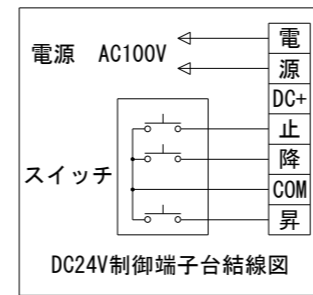 電源 AC100V
電
源
DC+
止
降
COM
昇
スイッチ
DC24V制御端子台結線図